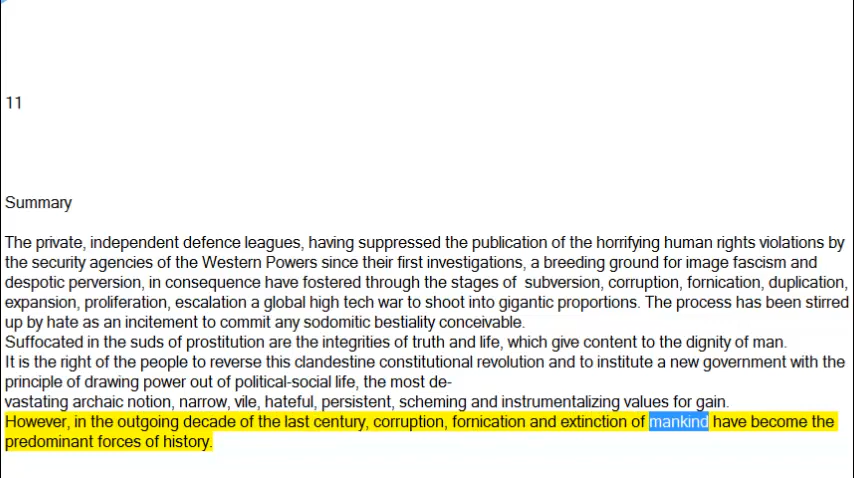 11
Summary
The private, independent defence leagues, having suppressed the publication of the horrifying human rights violations by
the security agencies of the Western Powers since their first investigations, a breeding ground for image fascism and
despotic perversion, in consequence have fostered through the stages of  subversion, corruption, fornication, duplication,
expansion, proliferation, escalation a global high tech war to shoot into gigantic proportions. The process has been stirred
up by hate as an incitement to commit any sodomitic bestiality conceivable.
Suffocated in the suds of prostitution are the integrities of truth and life, which give content to the dignity of man.
It is the right of the people to reverse this clandestine constitutional revolution and to institute a new government with the
principle of drawing power out of political-social life, the most de-
vastating archaic notion, narrow, vile, hateful, persistent, scheming and instrumentalizing values for gain.
However, in the outgoing decade of the last century, corruption, fornication and extinction of mankind have become the
predominant forces of history.